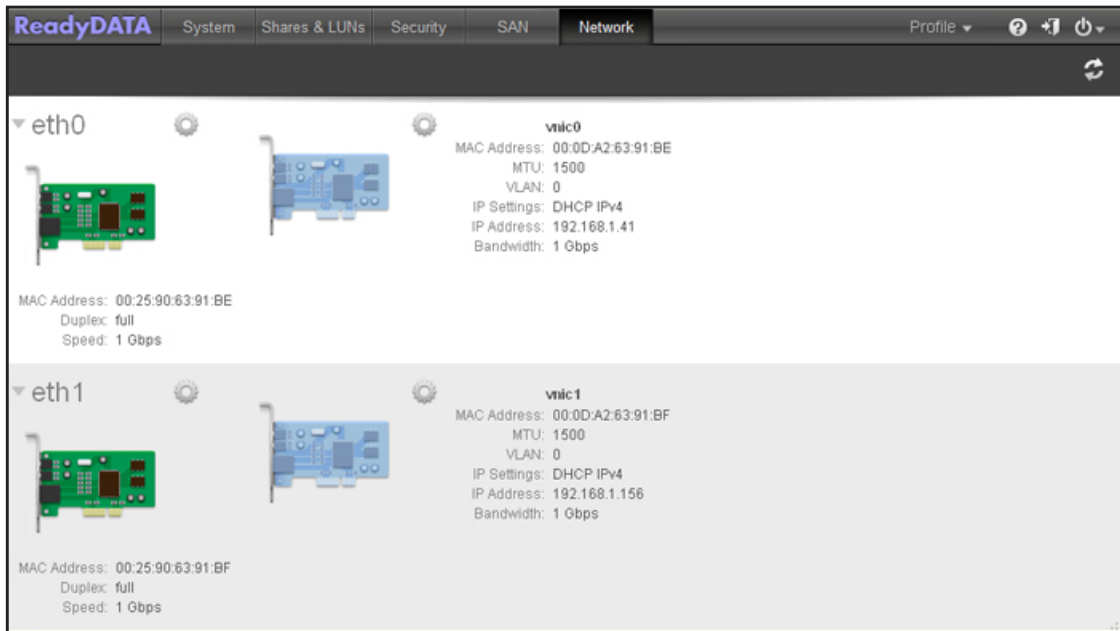 ReadyDATA System Shares & LUNs Security SAN Network Profile
eth0
MAC Address: 00:25:90:63:91:BE
Duplex: full
Speed: 1 Gbps
vnic0
MAC Address: 00:0D:A2:63:91:BE
MTU: 1500
VLAN: 0
IP Settings: DHCP IPv4
IP Address: 192.168.1.41
Bandwidth: 1 Gbps
eth1
MAC Address: 00:25:90:63:91:BF
Duplex: full
Speed: 1 Gbps
vnic1
MAC Address: 00:0D:A2:63:91:BF
MTU: 1500
VLAN: 0
IP Settings: DHCP IPv4
IP Address: 192.168.1.156
Bandwidth: 1 Gbps